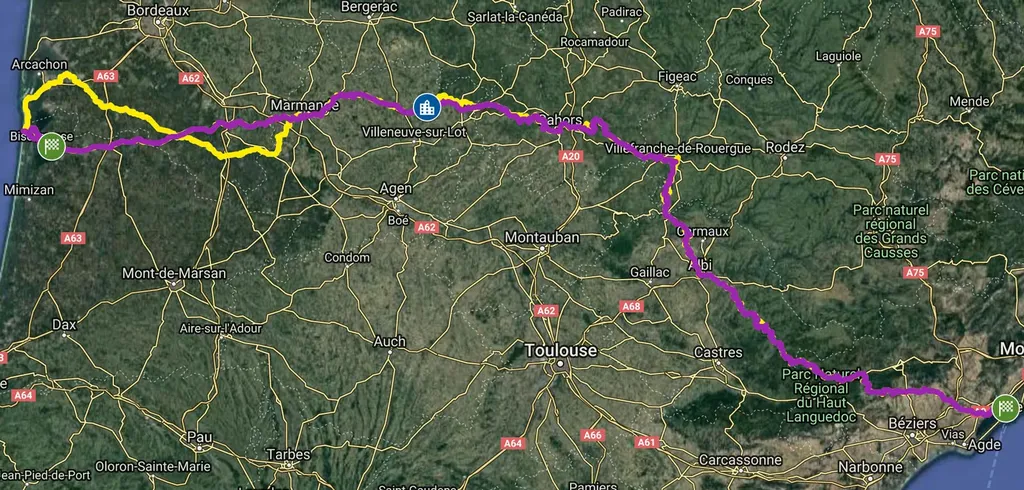 Bergerac
Padirac
Sarlat-la-Canéda
Bordeaux
A75
Rocamadour
Laguiole
Arcachon
A63
A62
Figeac
Conques
Mende
Marmande
ahors
Bis
se
Villeneuve-sur-Lot
Villefranche-de-Rouergue
Rodez
A20
A75
Mimizan
Agen
Parc nati
des Céve
Boé
A62
Parc naturel
régional
des Grands
Causses
A63
Montauban
Condom
Albi
Gaillac
A75
Mont-de-Marsan
A62
A68
Dax
Aire-sur-l'Adour
Auch
Toulouse
Castres
Mo
Parc Naturel
Régional
du Haut
Languedoc
A64
Béziers
Vias
Agde
Pau
A64
A66
A61
Tarbes
Oloron-Sainte-Marie
Carcassonne
Narbonne
ean-Pied-de-Port
Pamiers